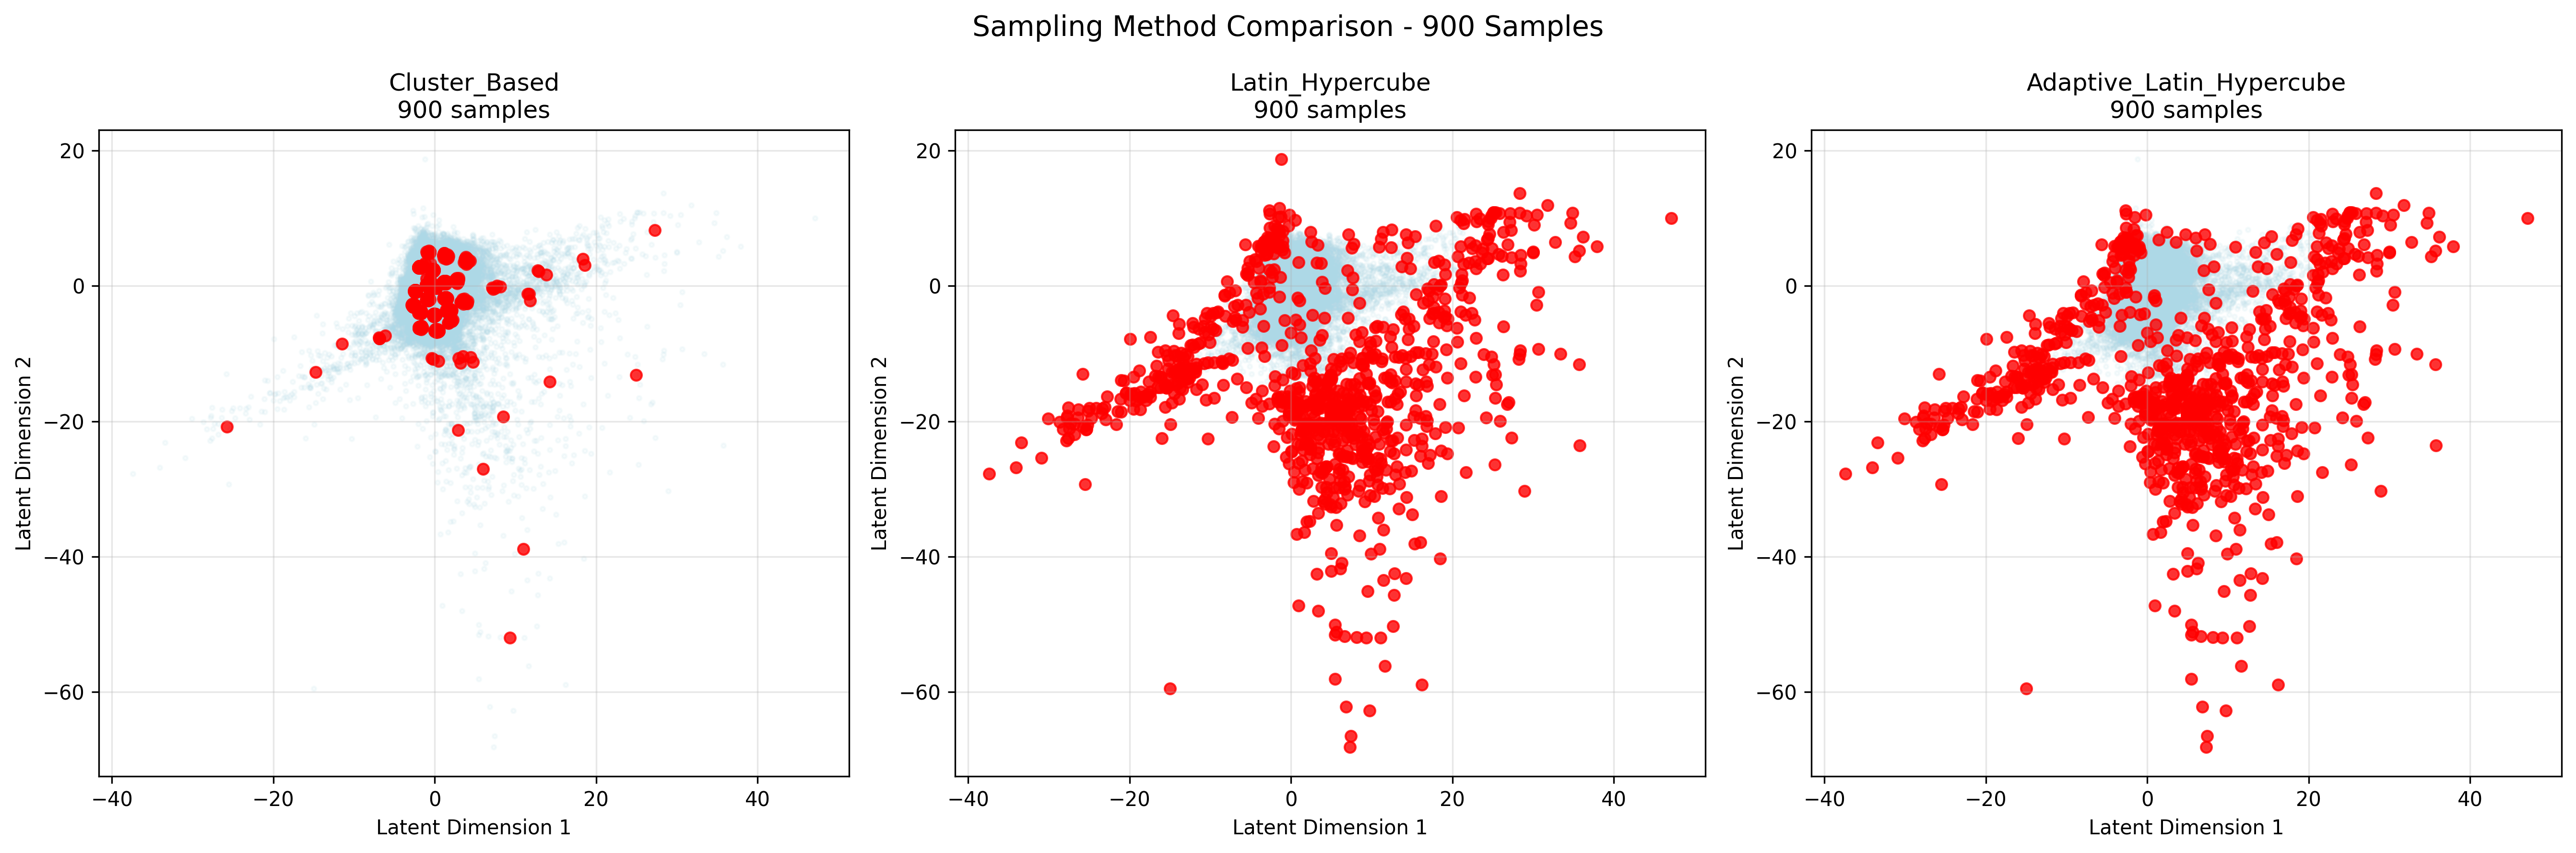 Sampling Method Comparison - 900 Samples
Cluster_Based
900 samples
20
0
−20
−40
−60
−40
−20
0
20
40
Latent Dimension 1
Latent Dimension 2
Latin_Hypercube
900 samples
20
0
−20
−40
−60
−40
−20
0
20
40
Latent Dimension 1
Latent Dimension 2
Adaptive_Latin_Hypercube
900 samples
20
0
−20
−40
−60
−40
−20
0
20
40
Latent Dimension 1
Latent Dimension 2